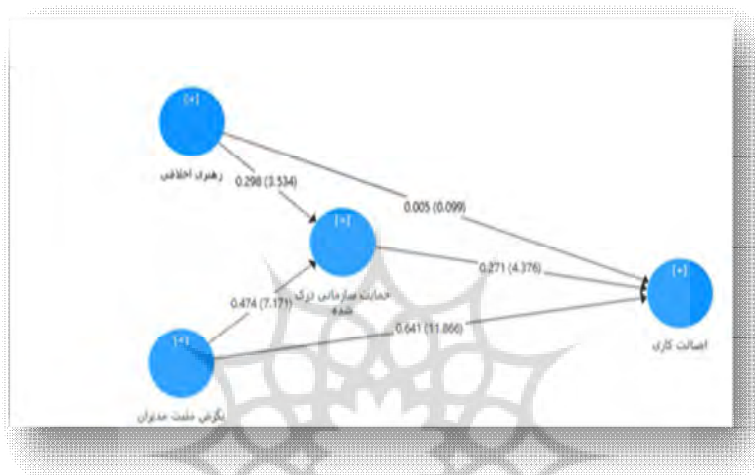 [+]
رهبری اخلاقی
0.298 (3.534)
0.005 (0.099)
[+]
حمایت سازمانی درک
شده
0.271 (4.376)
[+]
اصالت کاری
0.474 (7.171)
0.641 (11.866)
[+]
نگرش مثبت مدیران